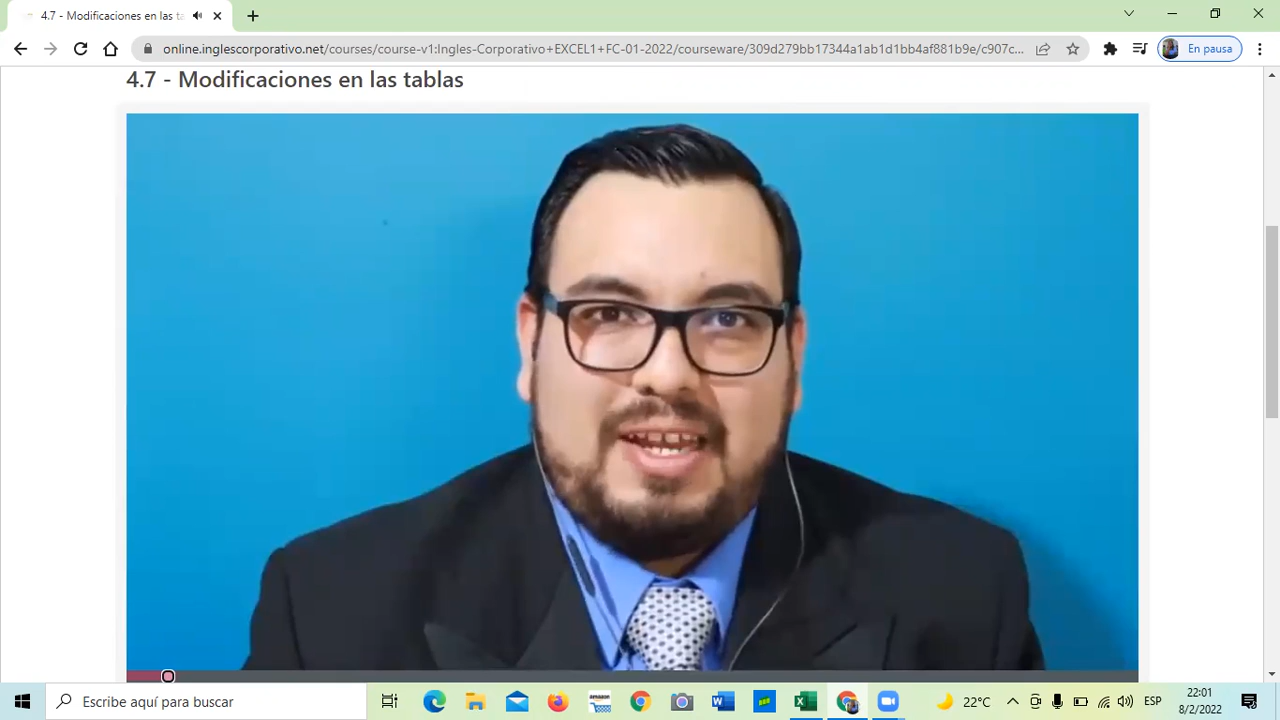 4.7 - Modificaciones en las ta
online.inglescorporativo.net/courses/course-v1:Ingles-Corporativo+EXCEL1+FC-01-2022/courseware/309d279bb17344a1ab1d1bb4af881b9e/c907c...
En pausa
4.7 - Modificaciones en las tablas
Escribe aquí para buscar
amazon
22°C
ESP
22:01
8/2/2022